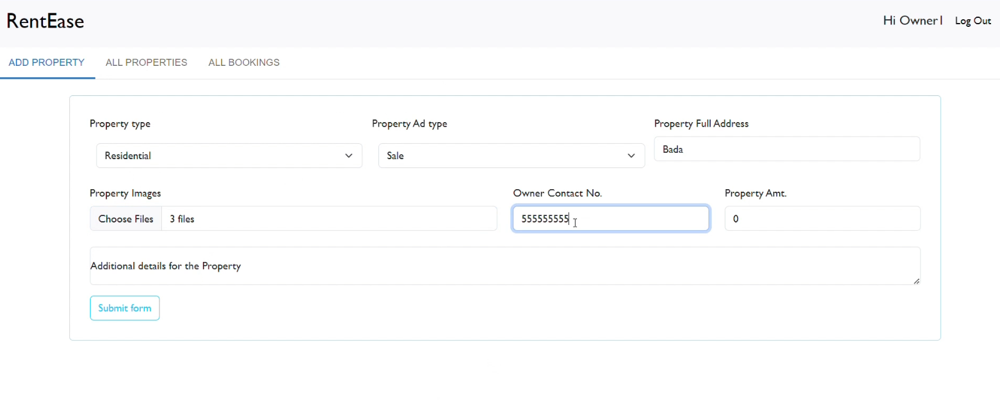 RentEase
Hi Owner1 Log Out
ADD PROPERTY ALL PROPERTIES ALL BOOKINGS
Property type Property Ad type Property Full Address
Residential Sale Bada
Property Images Owner Contact No. Property Amt.
Choose Files 3 files 555555555 0
Additional details for the Property
Submit form